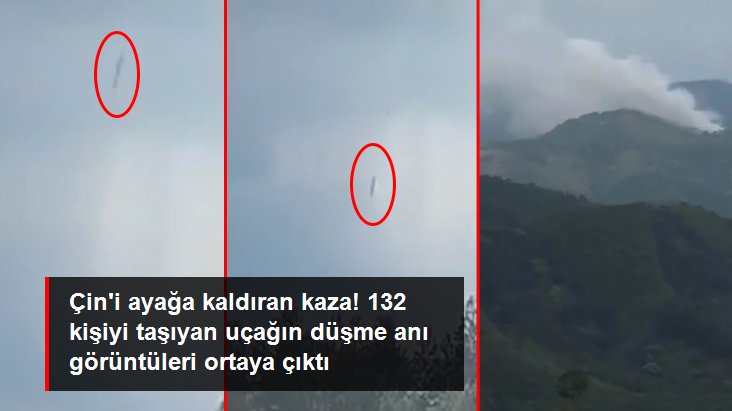 Çin'i ayağa kaldıran kaza! 132
kişiyi taşıyan uçağın düşme anı
görüntüleri ortaya çıktı